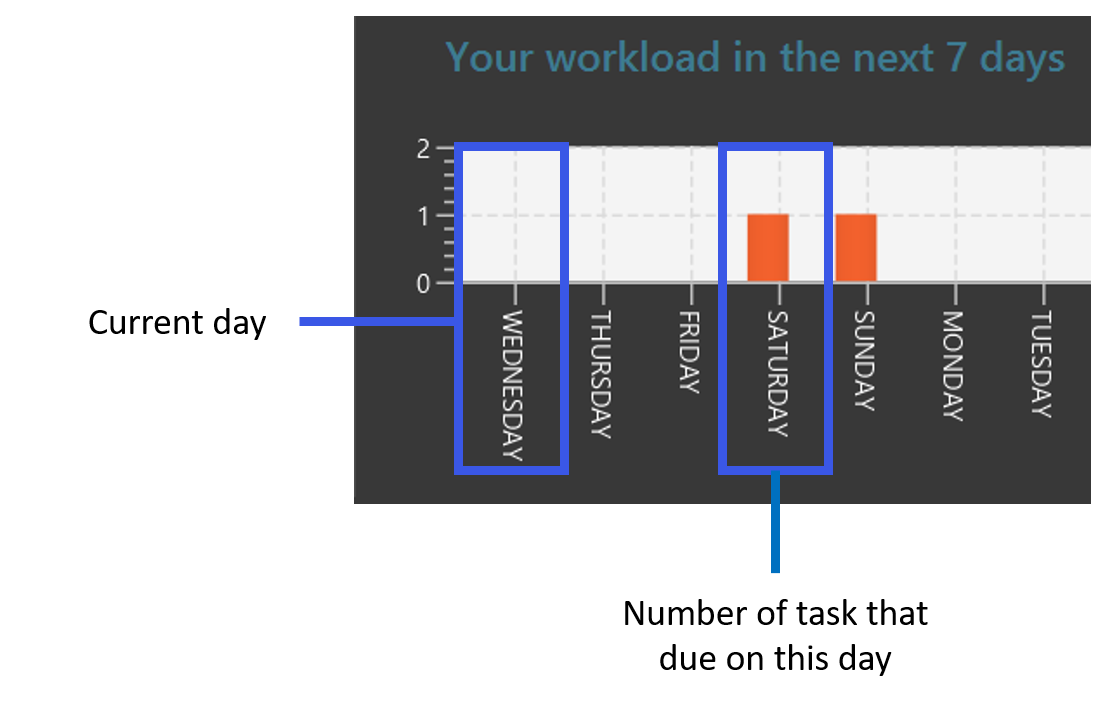 Your workload in the next 7 days
2
1
0
WEDNESDAY
THURSDAY
FRIDAY
SATURDAY
SUNDAY
MONDAY
TUESDAY
Current day
Number of task that
due on this day